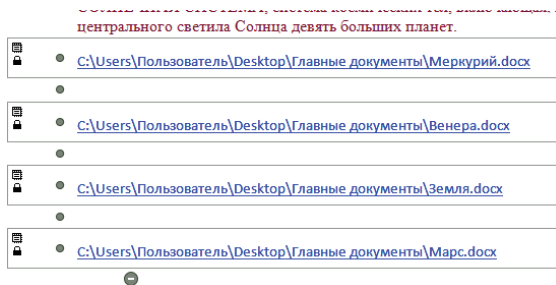 центрального светила Солнца девять больших планет.
C:\Users\Пользователь\Desktop\Главные документы\Меркурий.docx
C:\Users\Пользователь\Desktop\Главные документы\Венера.docx
C:\Users\Пользователь\Desktop\Главные документы\Земля.docx
C:\Users\Пользователь\Desktop\Главные документы\Марс.docx